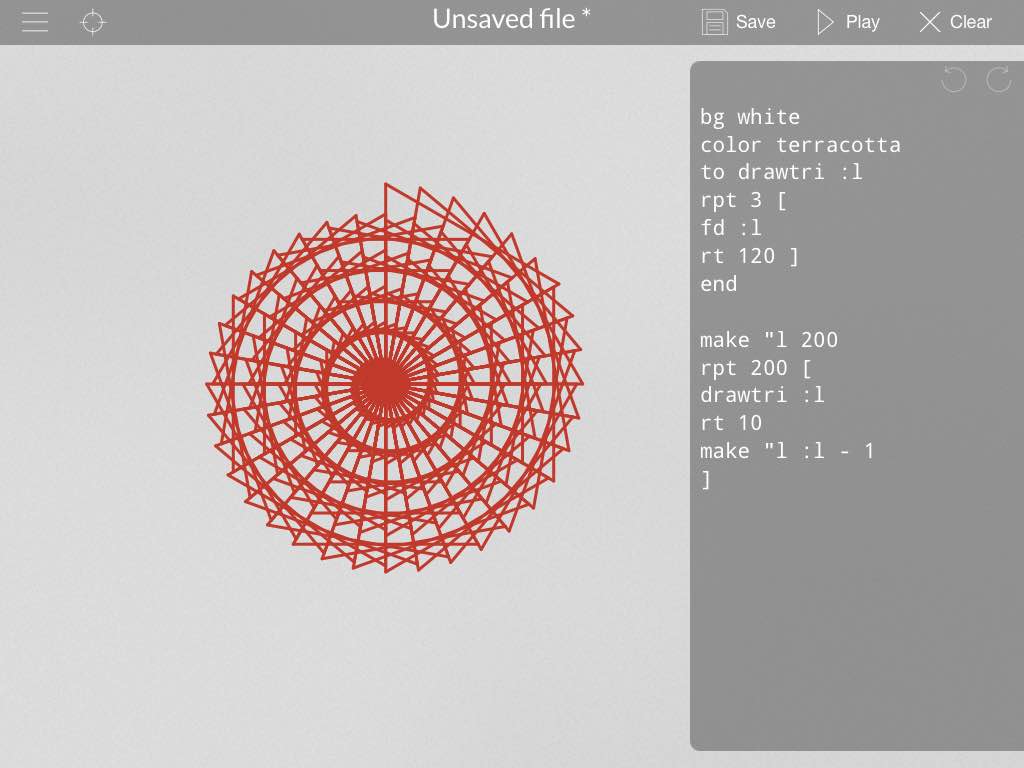 Unsaved file *
Save
Play
Clear
bg white
color terracotta
to drawtri :l
rpt 3 [
fd :l
rt 120 ]
end
make "l 200
rpt 200 [
drawtri :l
rt 10
make "l :l - 1
]